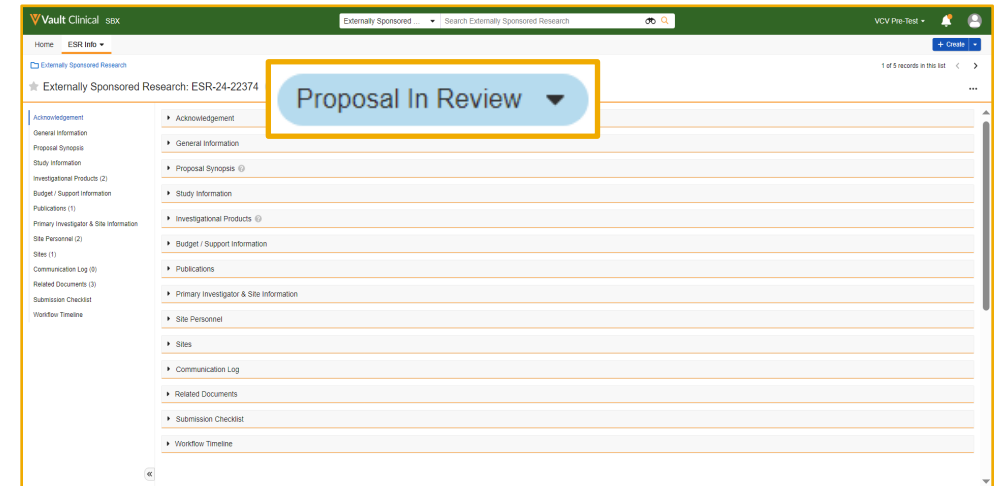 Vault Clinical SBX
Externally Sponsored ... Search Externally Sponsored Research
VCV Pre-Test
Home ESR Info + Create
Externally Sponsored Research 1 of 5 records in this list
Externally Sponsored Research: ESR-24-22374
Proposal In Review
Acknowledgement
General Information
Proposal Synopsis
Study Information
Investigational Products (2)
Budget / Support Information
Publications (1)
Primary Investigator & Site Information
Site Personnel (2)
Sites (1)
Communication Log (0)
Related Documents (3)
Submission Checklist
Workflow Timeline
Acknowledgement
General Information
Proposal Synopsis
Study Information
Investigational Products
Budget / Support Information
Publications
Primary Investigator & Site Information
Site Personnel
Sites
Communication Log
Related Documents
Submission Checklist
Workflow Timeline